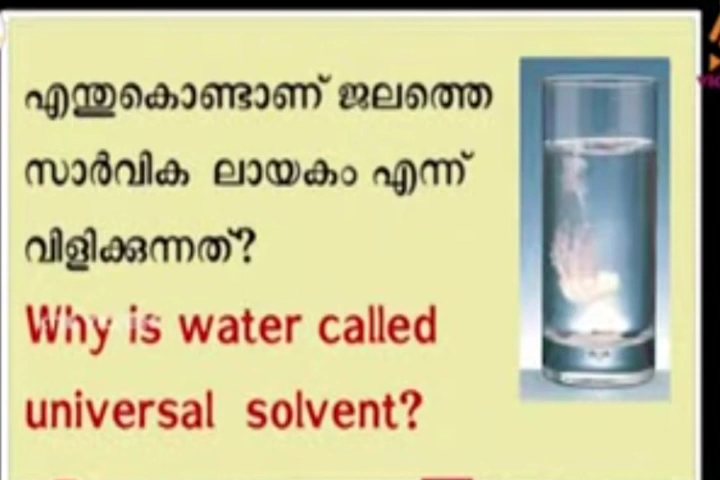 എന്തുകൊണ്ടാണ് ജലത്തെ
സാർവിക ലായകം എന്ന്
വിളിക്കുന്നത്?
Why is water called
universal solvent?